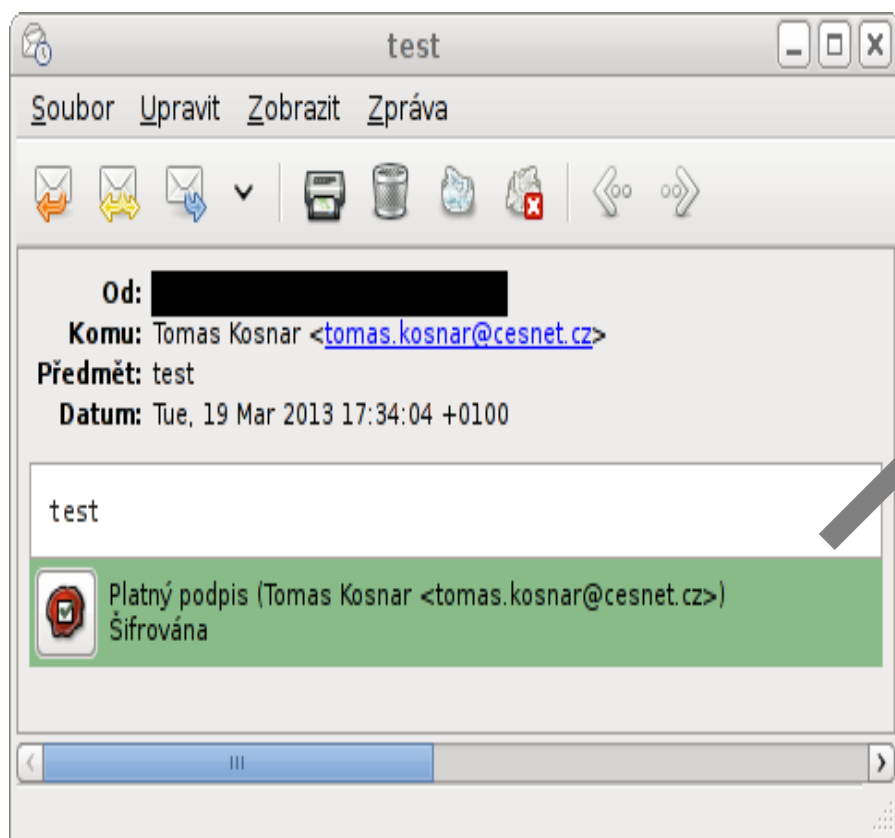 test
Soubor Upravit Zobrazit Zpráva
Od:
Komu: Tomas Kosnar <tomas.kosnar@cesnet.cz>
Předmět: test
Datum: Tue, 19 Mar 2013 17:34:04 +0100
test
Platný podpis (Tomas Kosnar <tomas.kosnar@cesnet.cz>)
Šifrována